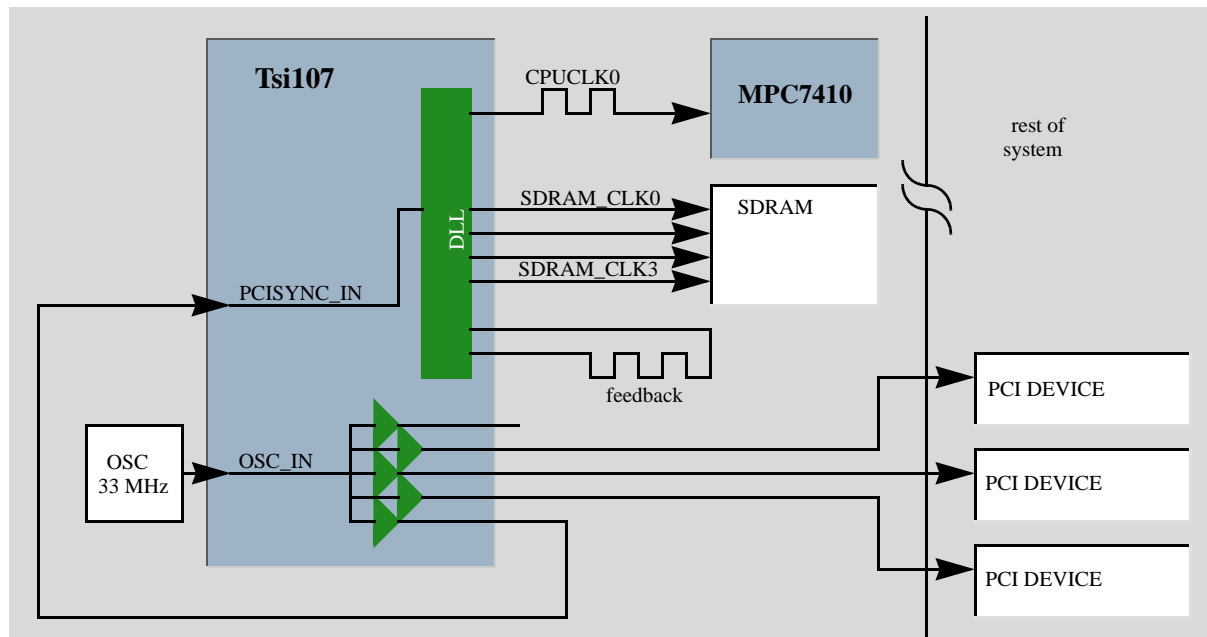 Tsi107
CPUCLK0
MPC7410
rest of
system
SDRAM_CLK0
SDRAM
DLL
SDRAM_CLK3
PCISYNC_IN
feedback
PCI DEVICE
OSC
33 MHz
OSC_IN
PCI DEVICE
PCI DEVICE